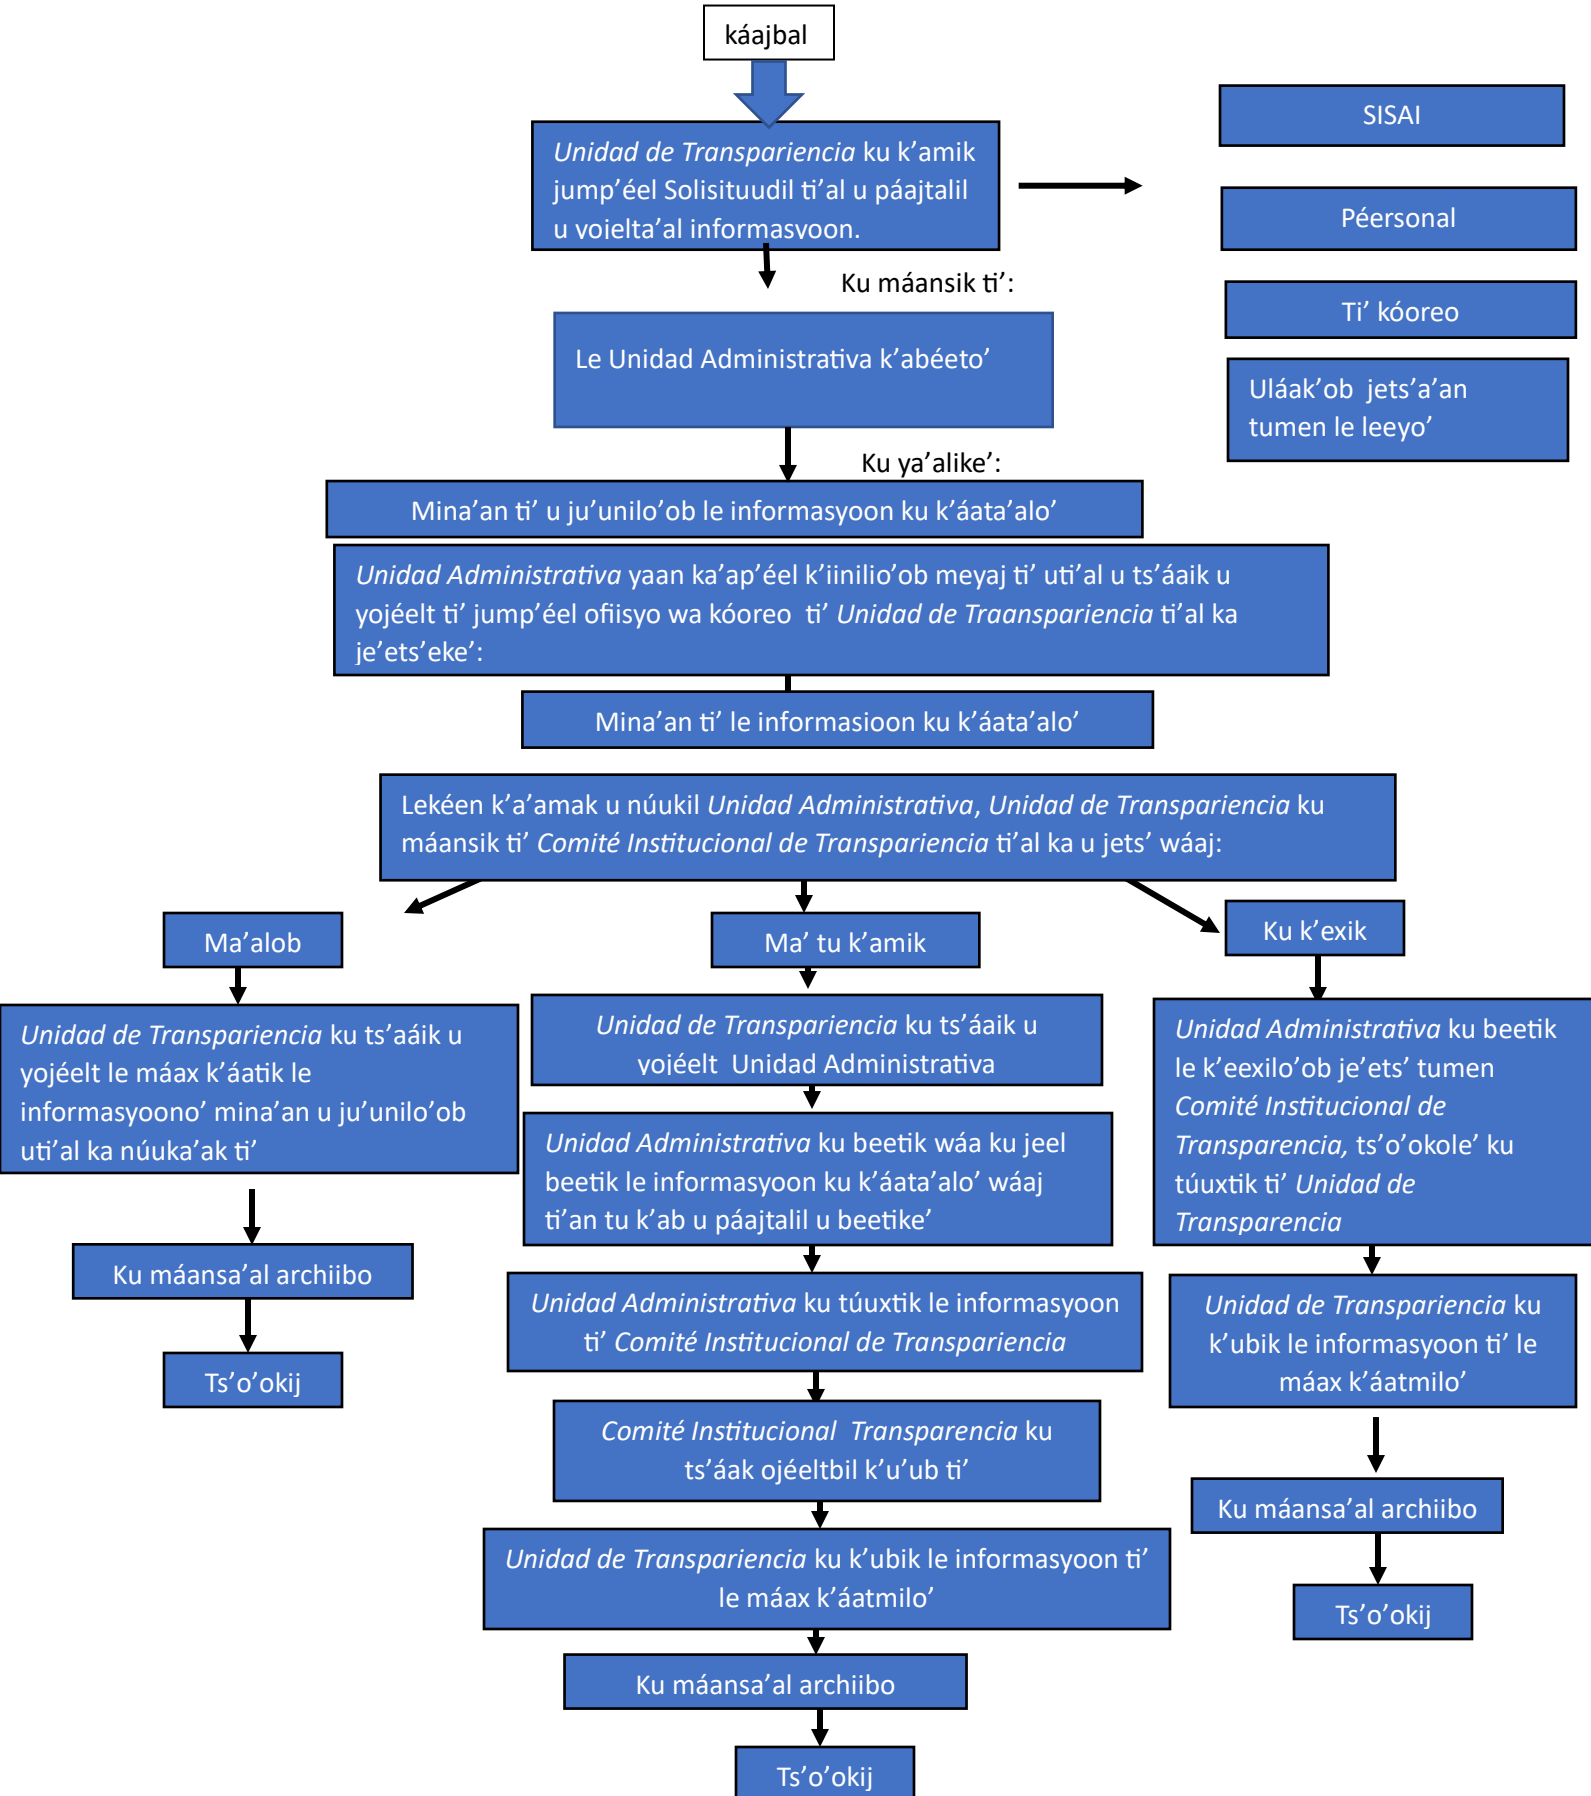 káajbal
Unidad de Transpariencia ku k’amik
jump’éel Solisituudil ti’al u páajtalil
u yojelta’al informasyoon.
SISAI
Péersonal
Ti’ kóoreo
Uláak’ob jets’a’an
tumen le leeyo’
Ku máansik ti’:
Le Unidad Administrativa k’abéeto’
Ku ya’alike’:
Mina’an ti’ u ju’unilo’ob le informasyoon ku k’áata’alo’
Unidad Administrativa yaan ka’ap’éel k’iinilio’ob meyaj ti’ uti’al u ts’áaik u
yojéelt ti’ jump’éel ofiisyo wa kóoreo ti’ Unidad de Traanspariencia ti’al ka
je’ets’eke’:
Mina’an ti’ le informasioon ku k’áata’alo’
Lekéen k’a’amak u núukil Unidad Administrativa, Unidad de Transpariencia ku
máansik ti’ Comité Institucional de Transpariencia ti’al ka u jets’ wáaj:
Ma’alob
Unidad de Transpariencia ku ts’aáik u
yojéelt le máax k’áatik le
informasyoono’ mina’an u ju’unilo’ob
uti’al ka núuka’ak ti’
Ku máansa’al archiibo
Ts’o’okij
Ma’ tu k’amik
Unidad de Transpariencia ku ts’áaik u
yojéelt Unidad Administrativa
Unidad Administrativa ku beetik wáa ku jeel
beetik le informasyoon ku k’áata’alo’ wáaj
ti’an tu k’ab u páajtalil u beetike’
Unidad Administrativa ku túuxtik le informasyoon
ti’ Comité Institucional de Transpariencia
Comité Institucional Transparencia ku
ts’áak ojéeltbil k’u’ub ti’
Unidad de Transpariencia ku k’ubik le informasyoon ti’
le máax k’áatmilo’
Ku máansa’al archiibo
Ts’o’okij
Ku k’exik
Unidad Administrativa ku beetik
le k’eexilo’ob je’ets’ tumen
Comité Institucional de
Transparencia, ts’o’okole’ ku
túuxtik ti’ Unidad de
Transparencia
Unidad de Transpariencia ku
k’ubik le informasyoon ti’ le
máax k’áatmilo’
Ku máansa’al archiibo
Ts’o’okij